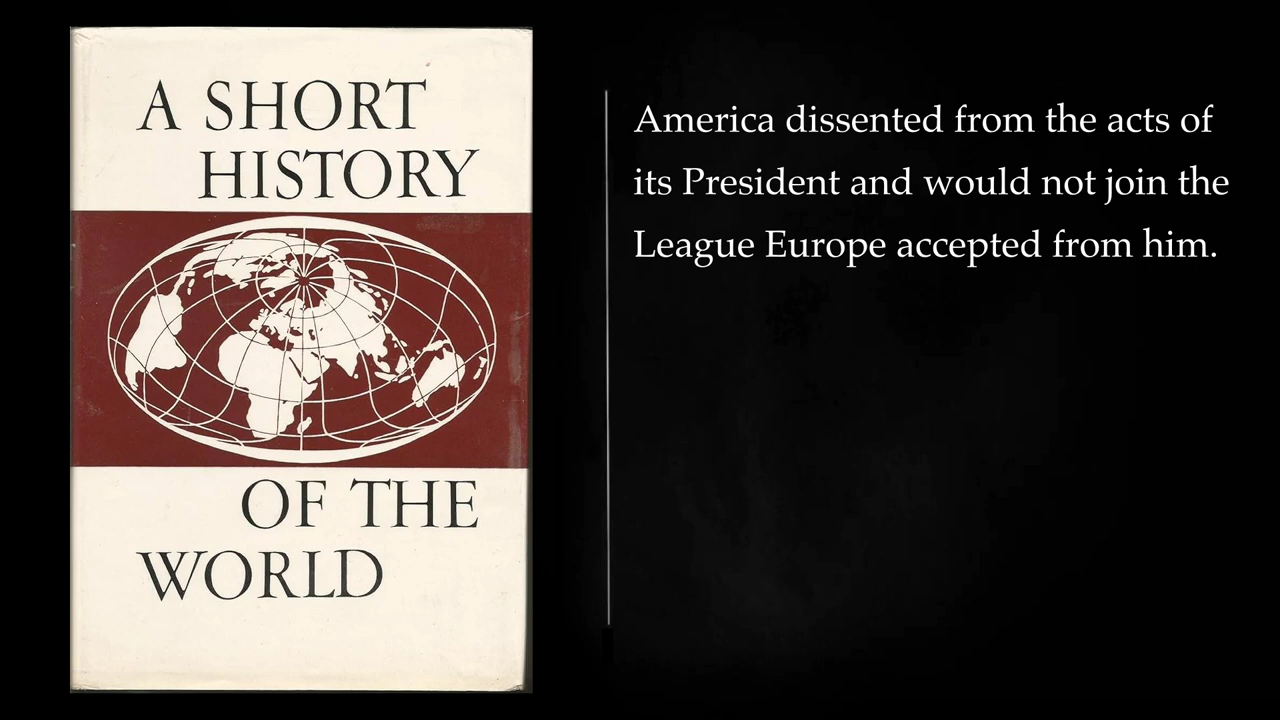 A SHORT
HISTORY
OF THE
WORLD
America dissented from the acts of
its President and would not join the
League Europe accepted from him.